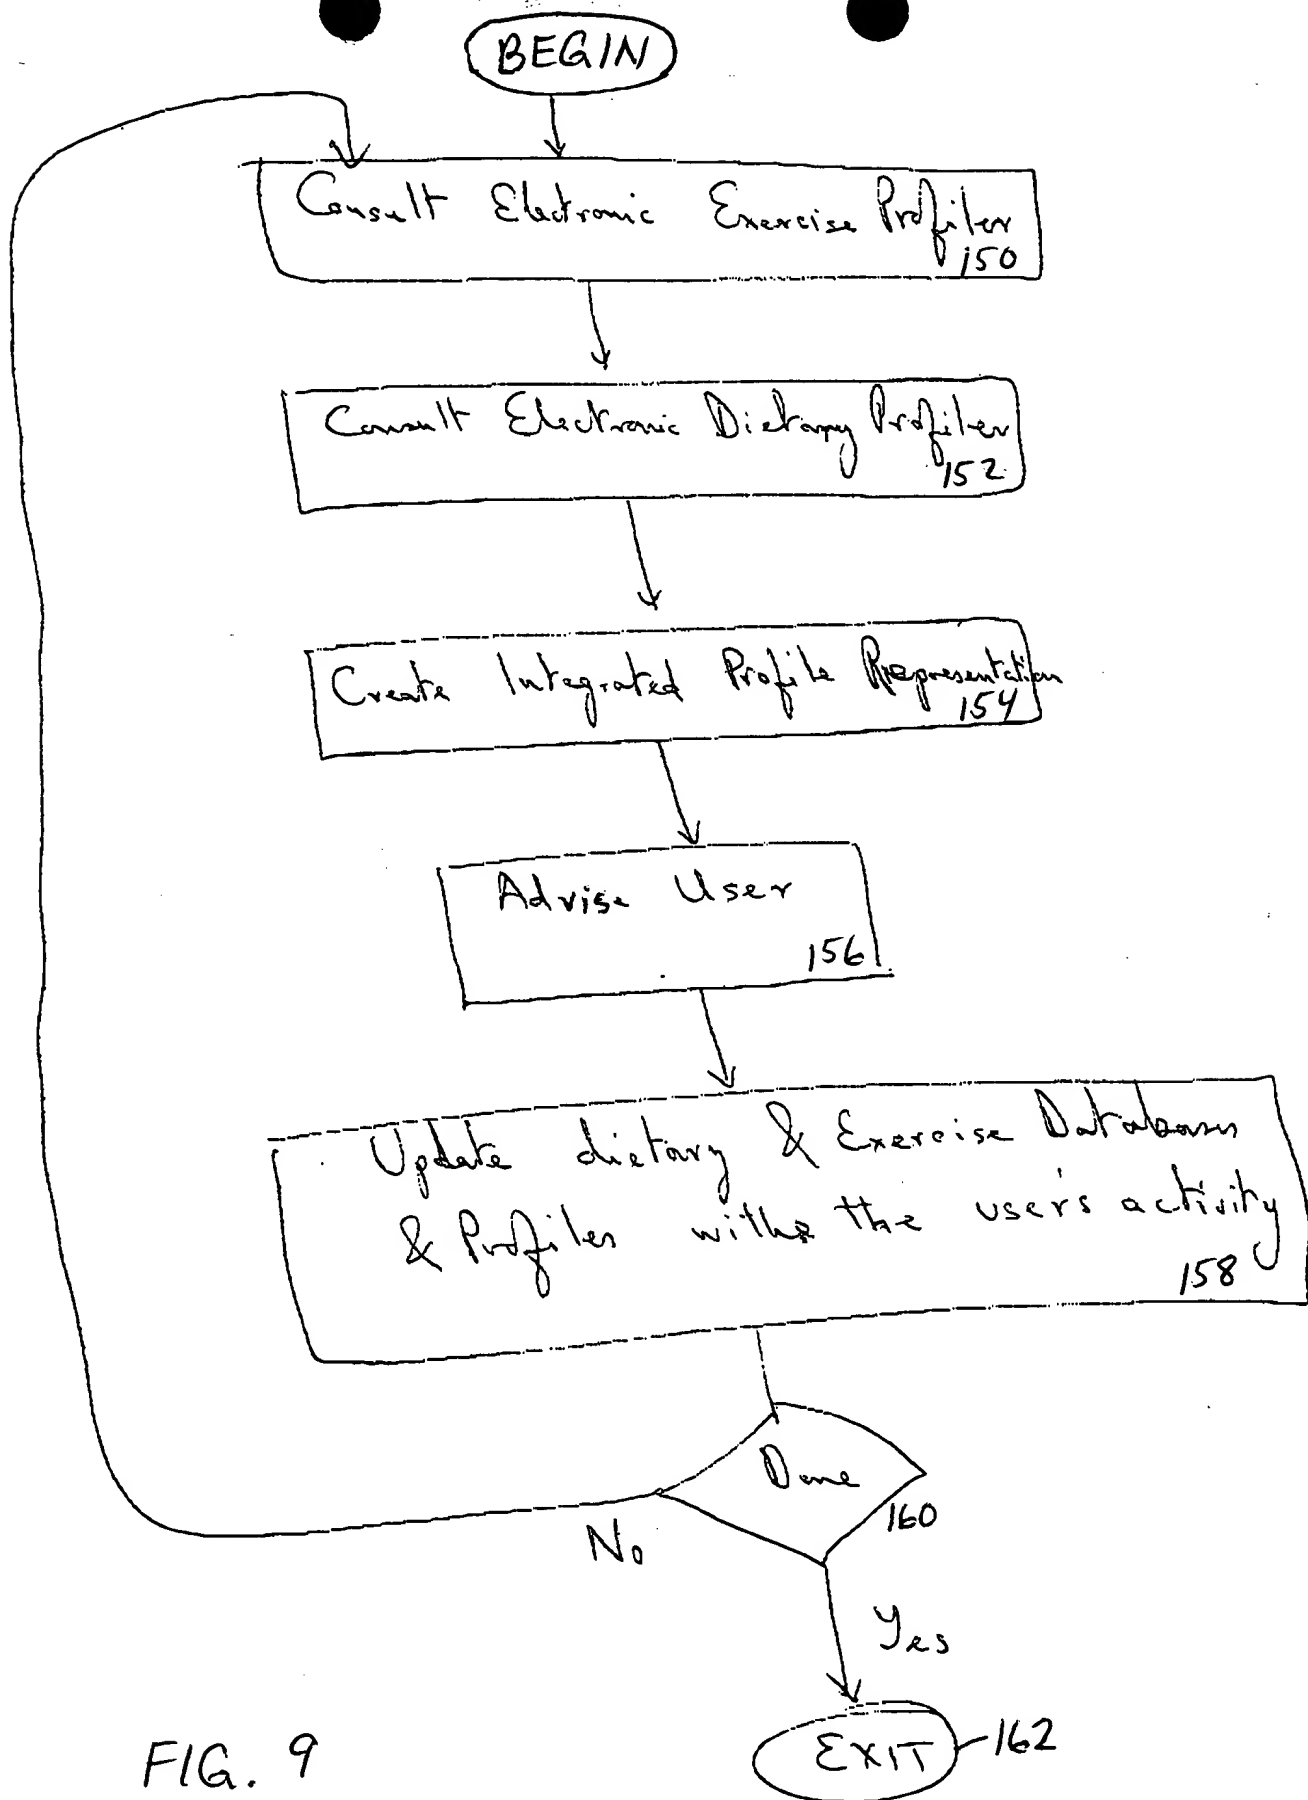 BEGIN
Consult Electronic Exercise Profiler
150
Consult Electronic Dietary Profiler
152
Create Integrated Profile Representation
154
Advise User
156
Update dietary & Exercise Databases
& Profiles with the user's activity
158
Done
160
No
Yes
EXIT
162
FIG. 9